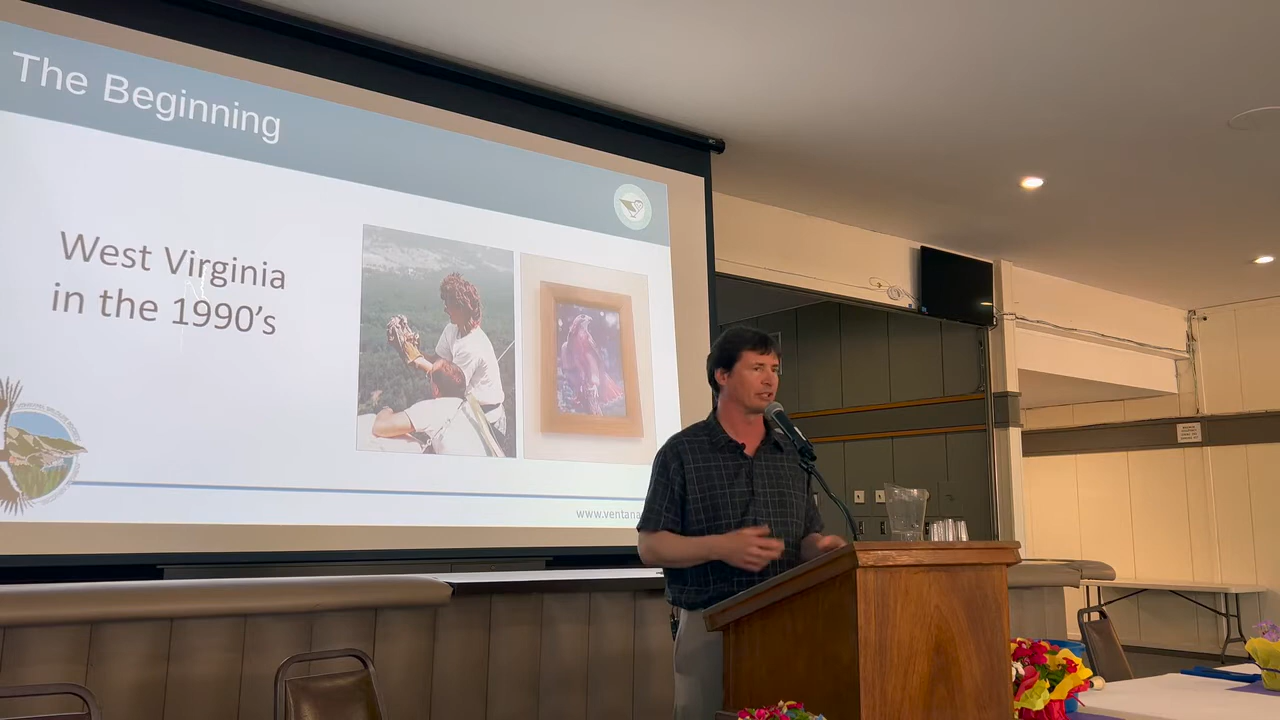 The Beginning
West Virginia
in the 1990's
www.ventana